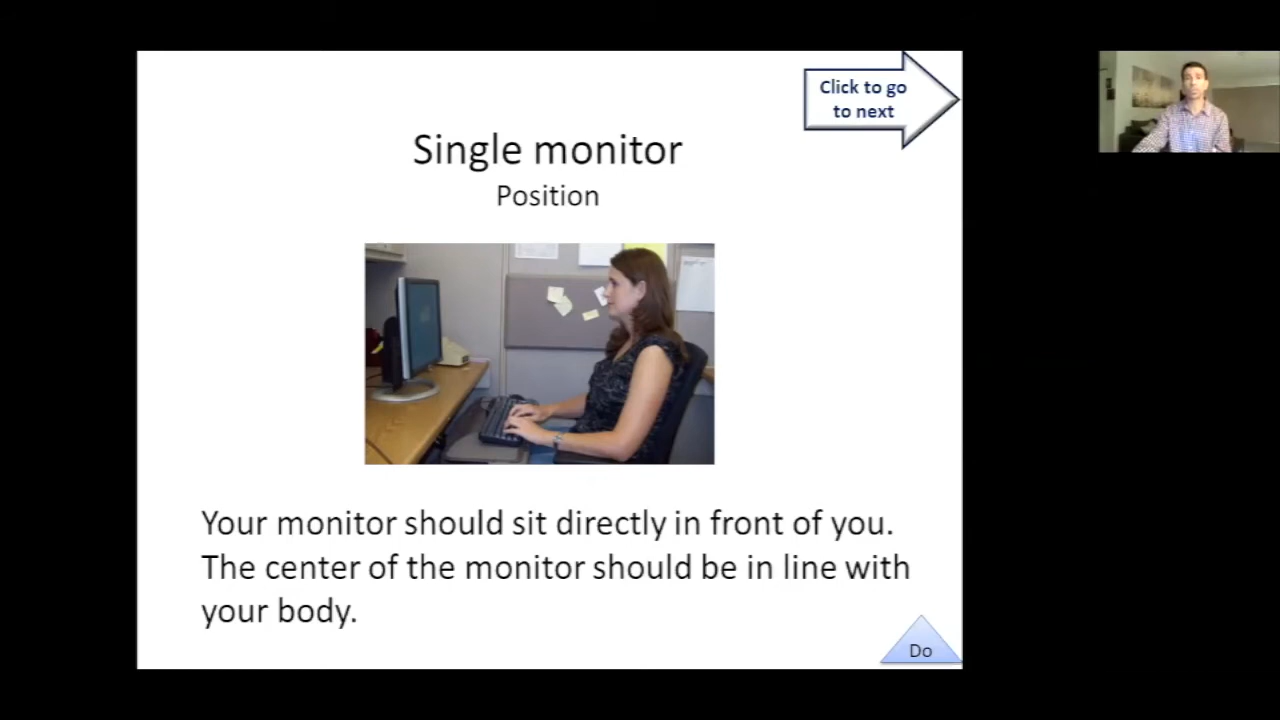 Click to go
to next
Single monitor
Position
Your monitor should sit directly in front of you.
The center of the monitor should be in line with
your body.
Do